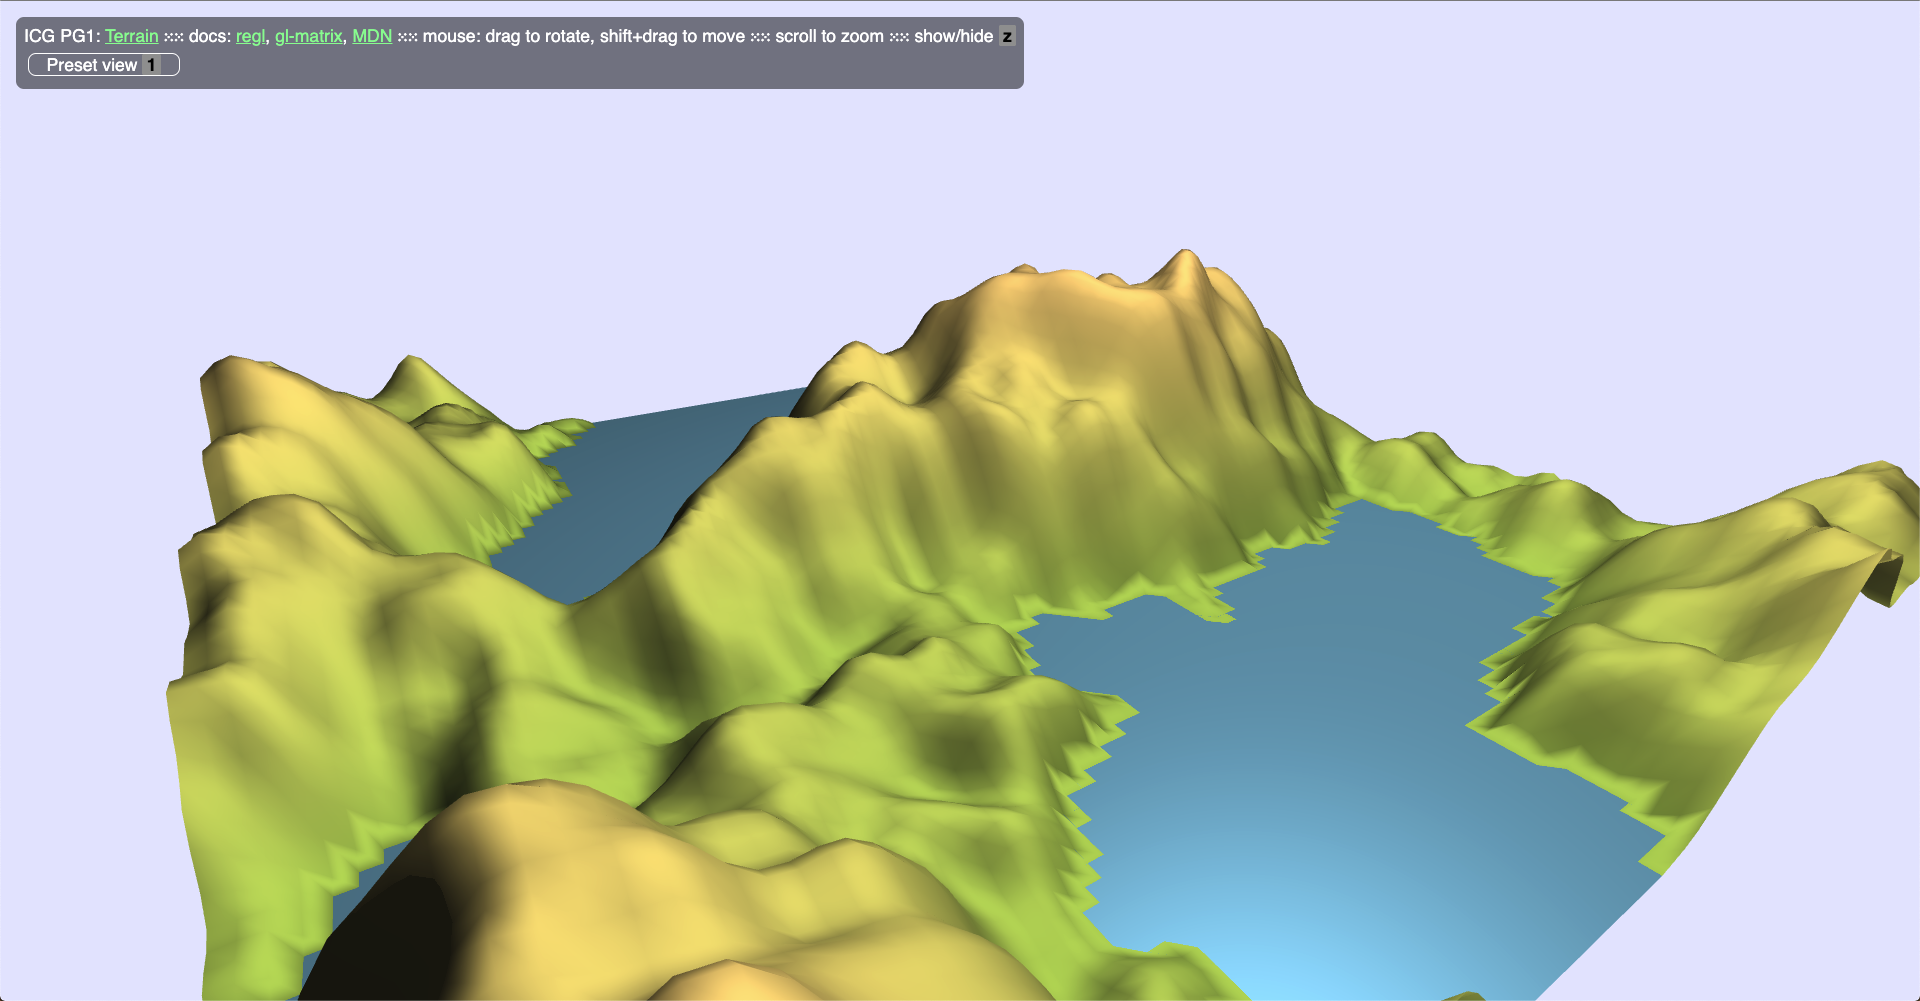 ICG PG1: Terrain ::: docs: regl, gl-matrix, MDN ::: mouse: drag to rotate, shift+drag to move ::: scroll to zoom ::: show/hide z
Preset view 1